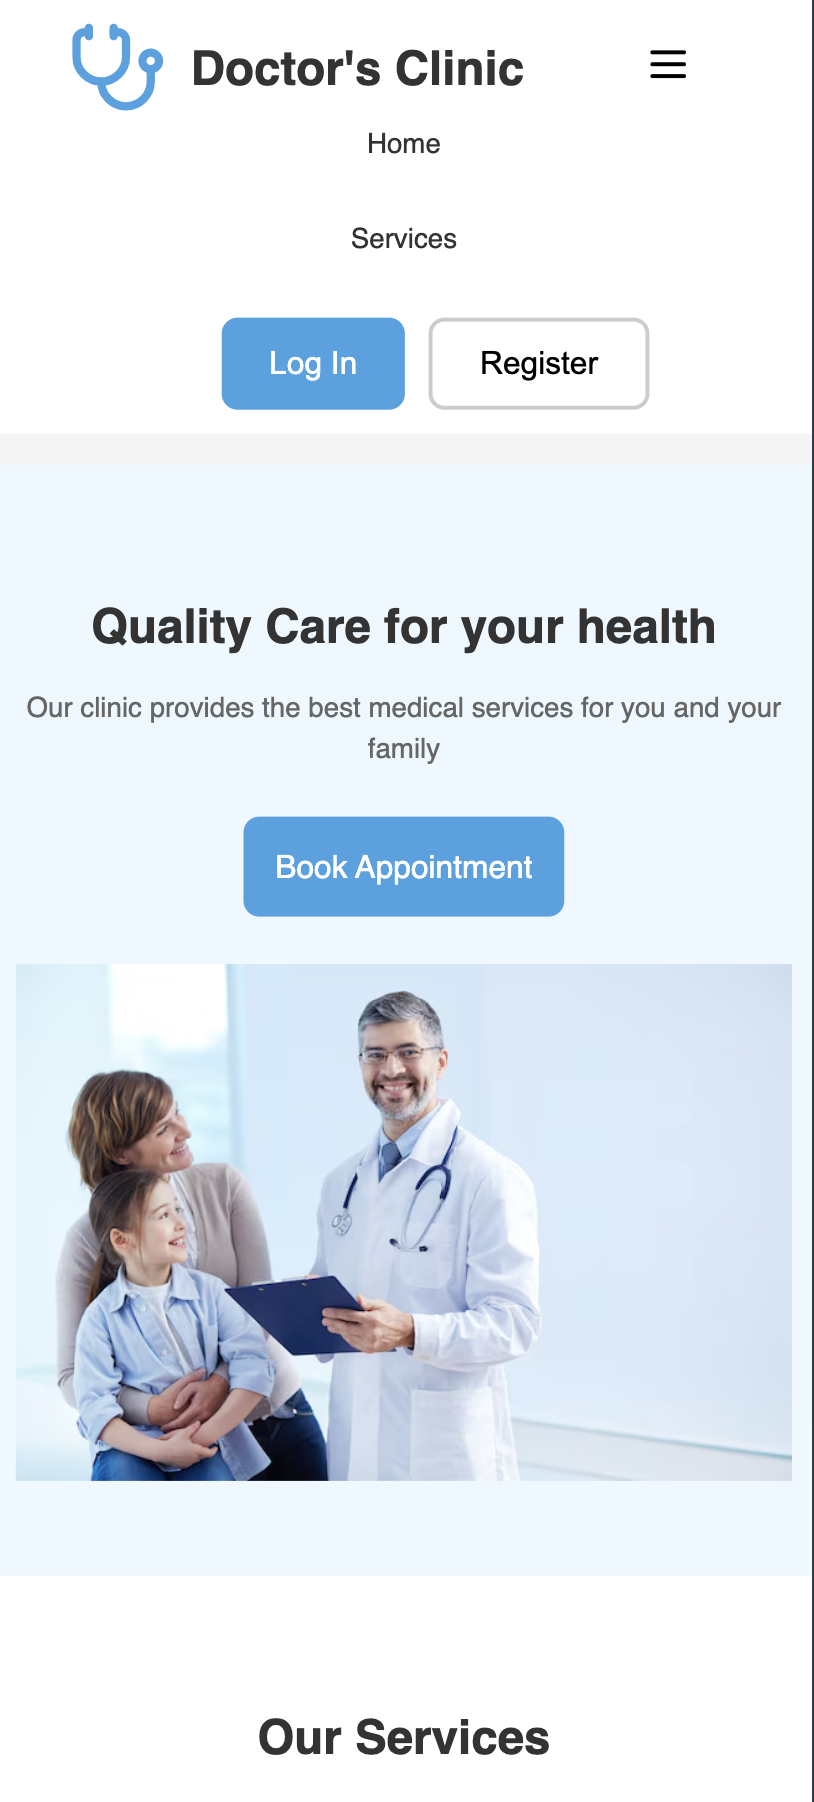 Doctor's Clinic
Home
Services
Log In
Register
Quality Care for your health
Our clinic provides the best medical services for you and your
family
Book Appointment
Our Services